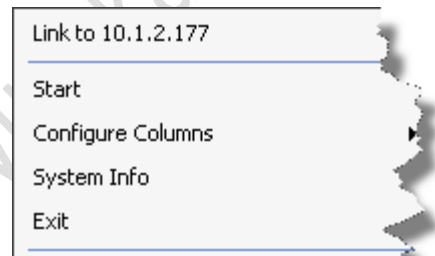 Link to 10.1.2.177
Start
Configure Columns
System Info
Exit